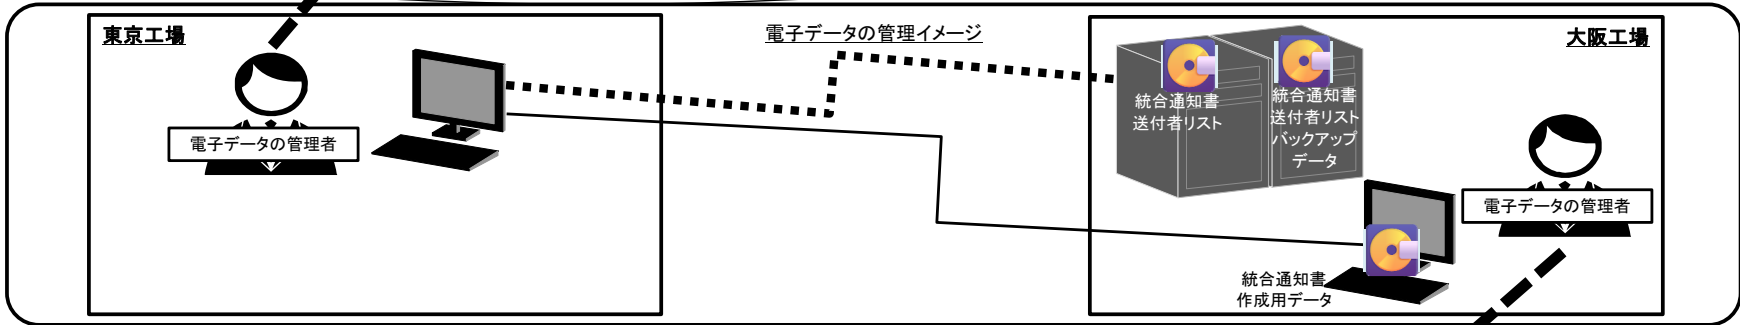 東京工場
電子データの管理イメージ
大阪工場
電子データの管理者
統合通知書
送付者リスト
統合通知書
送付者リスト
バックアップ
データ
電子データの管理者
統合通知書
作成用データ